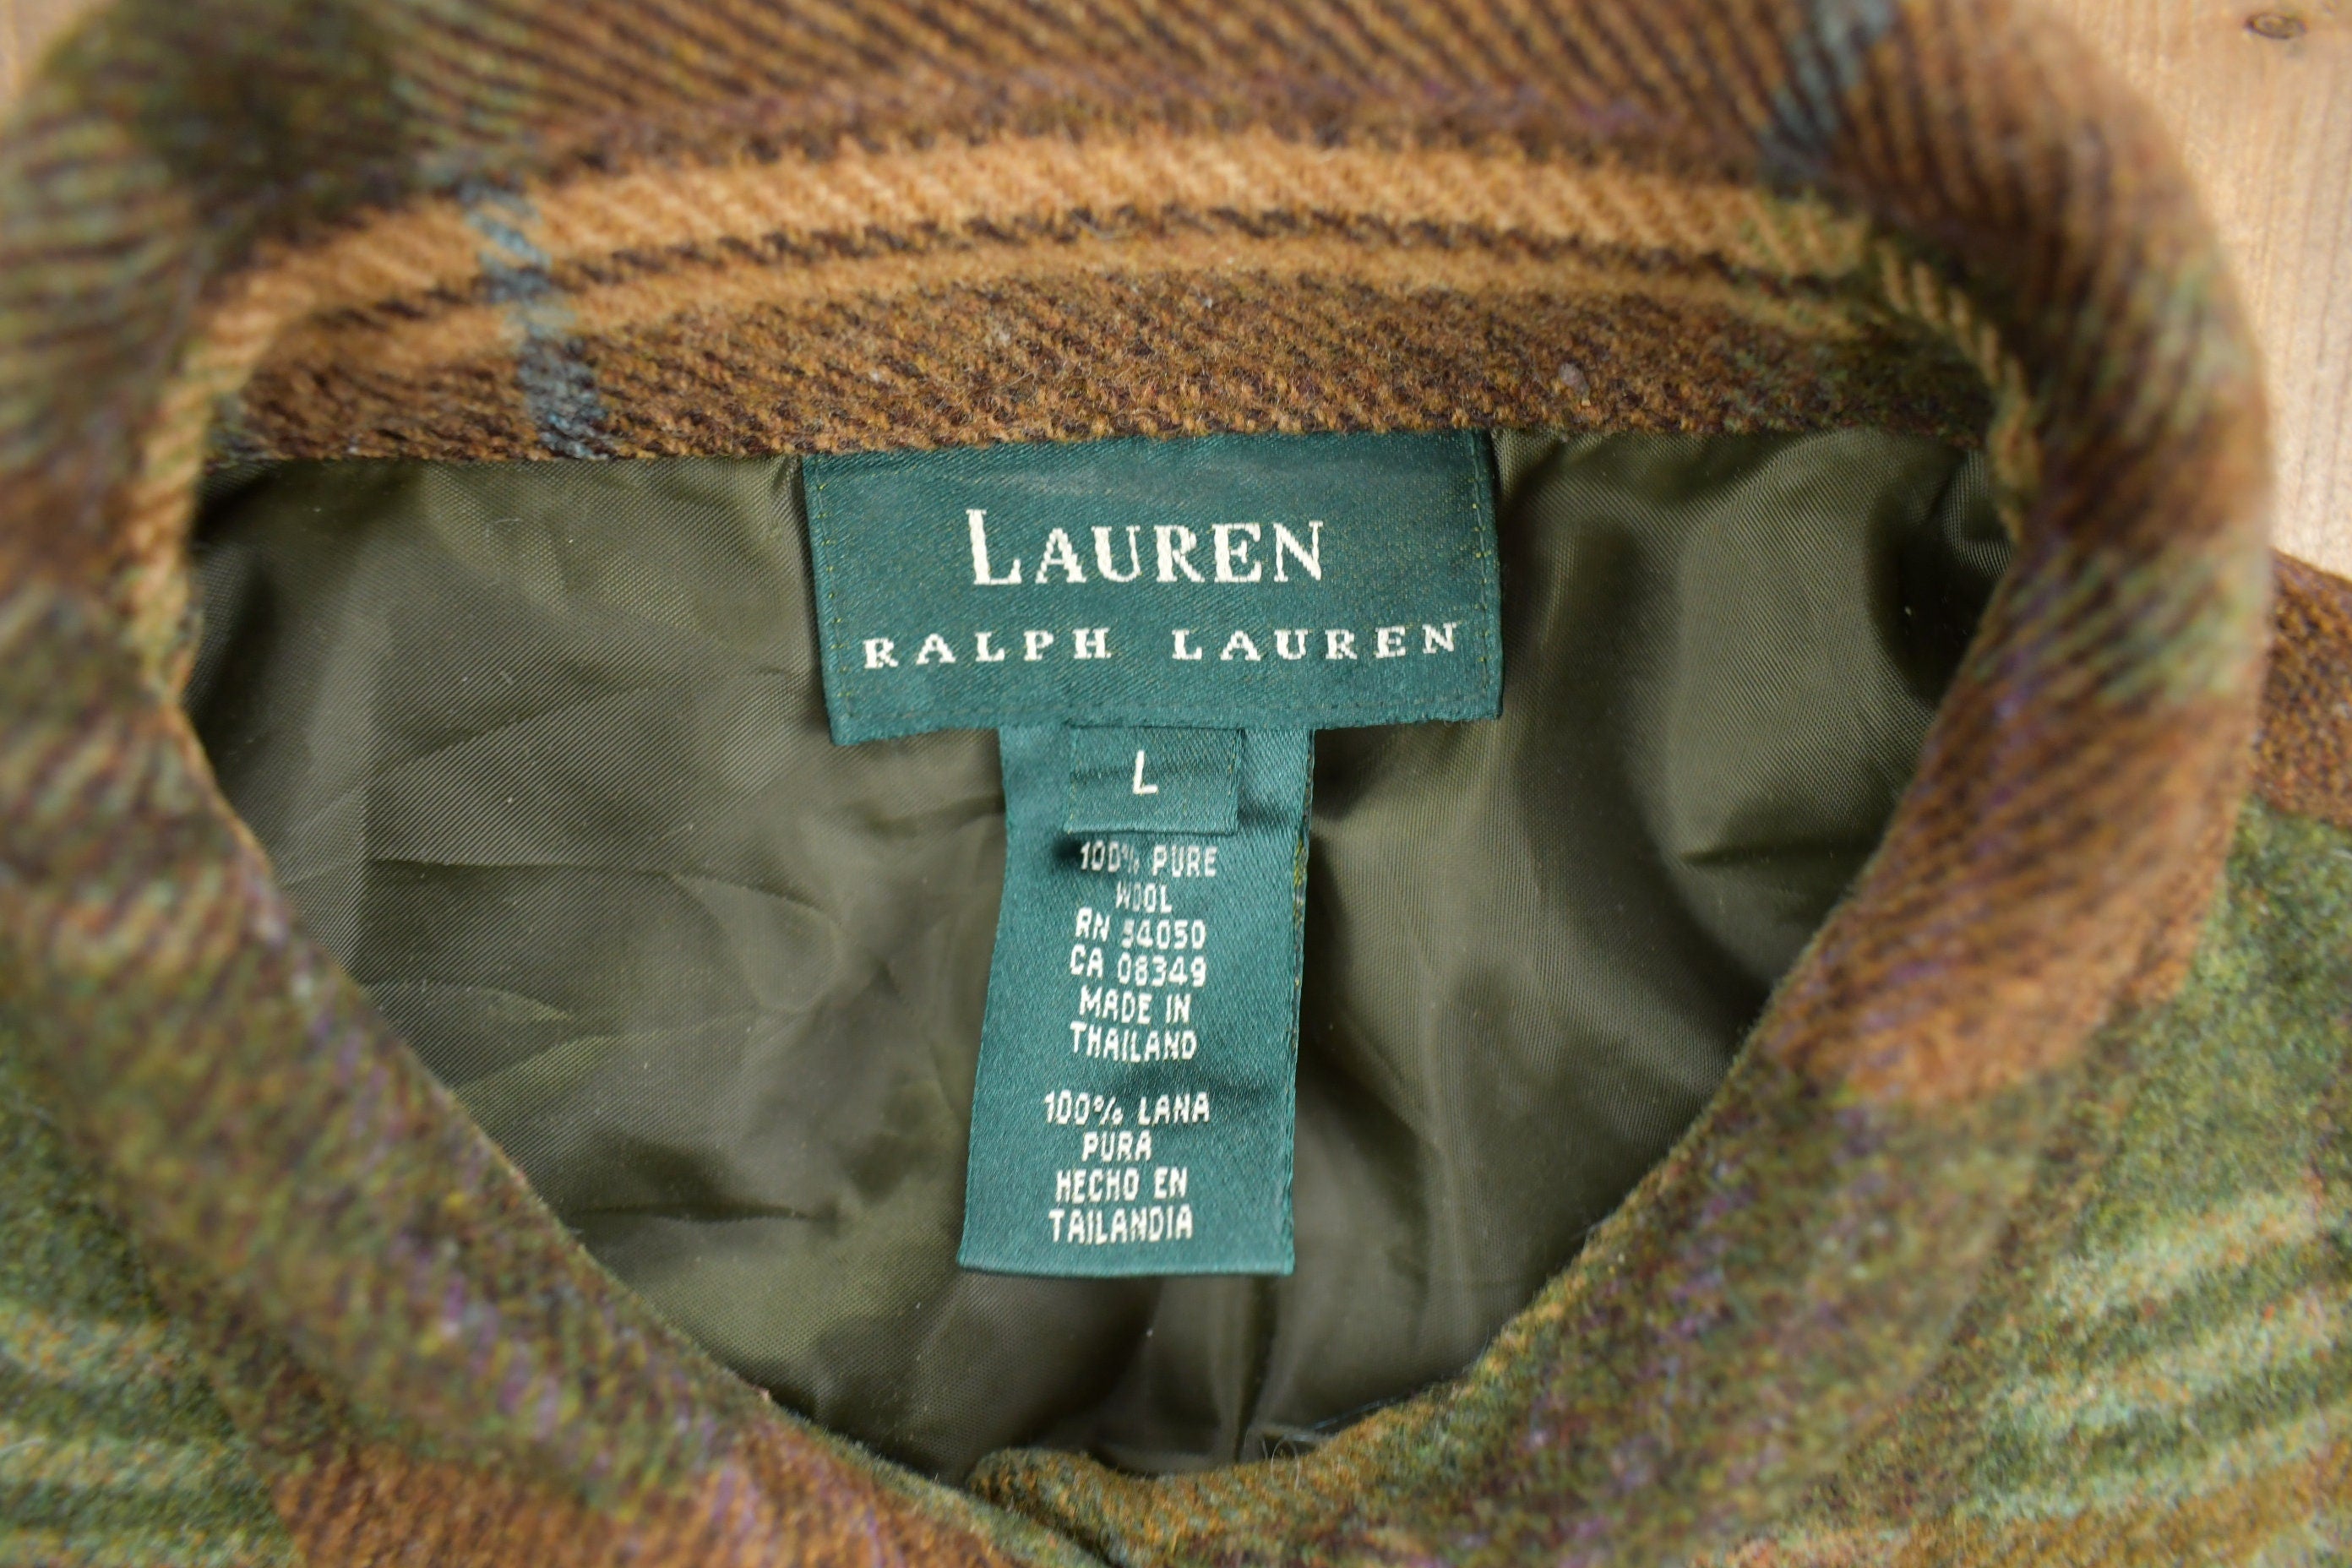 LAUREN
RALPH LAUREN
L
100% PURE
WOOL
RN 54050
CA 08349
MADE IN
THAILAND
100% LANA
PURA
HECHO EN
TAILANDIA